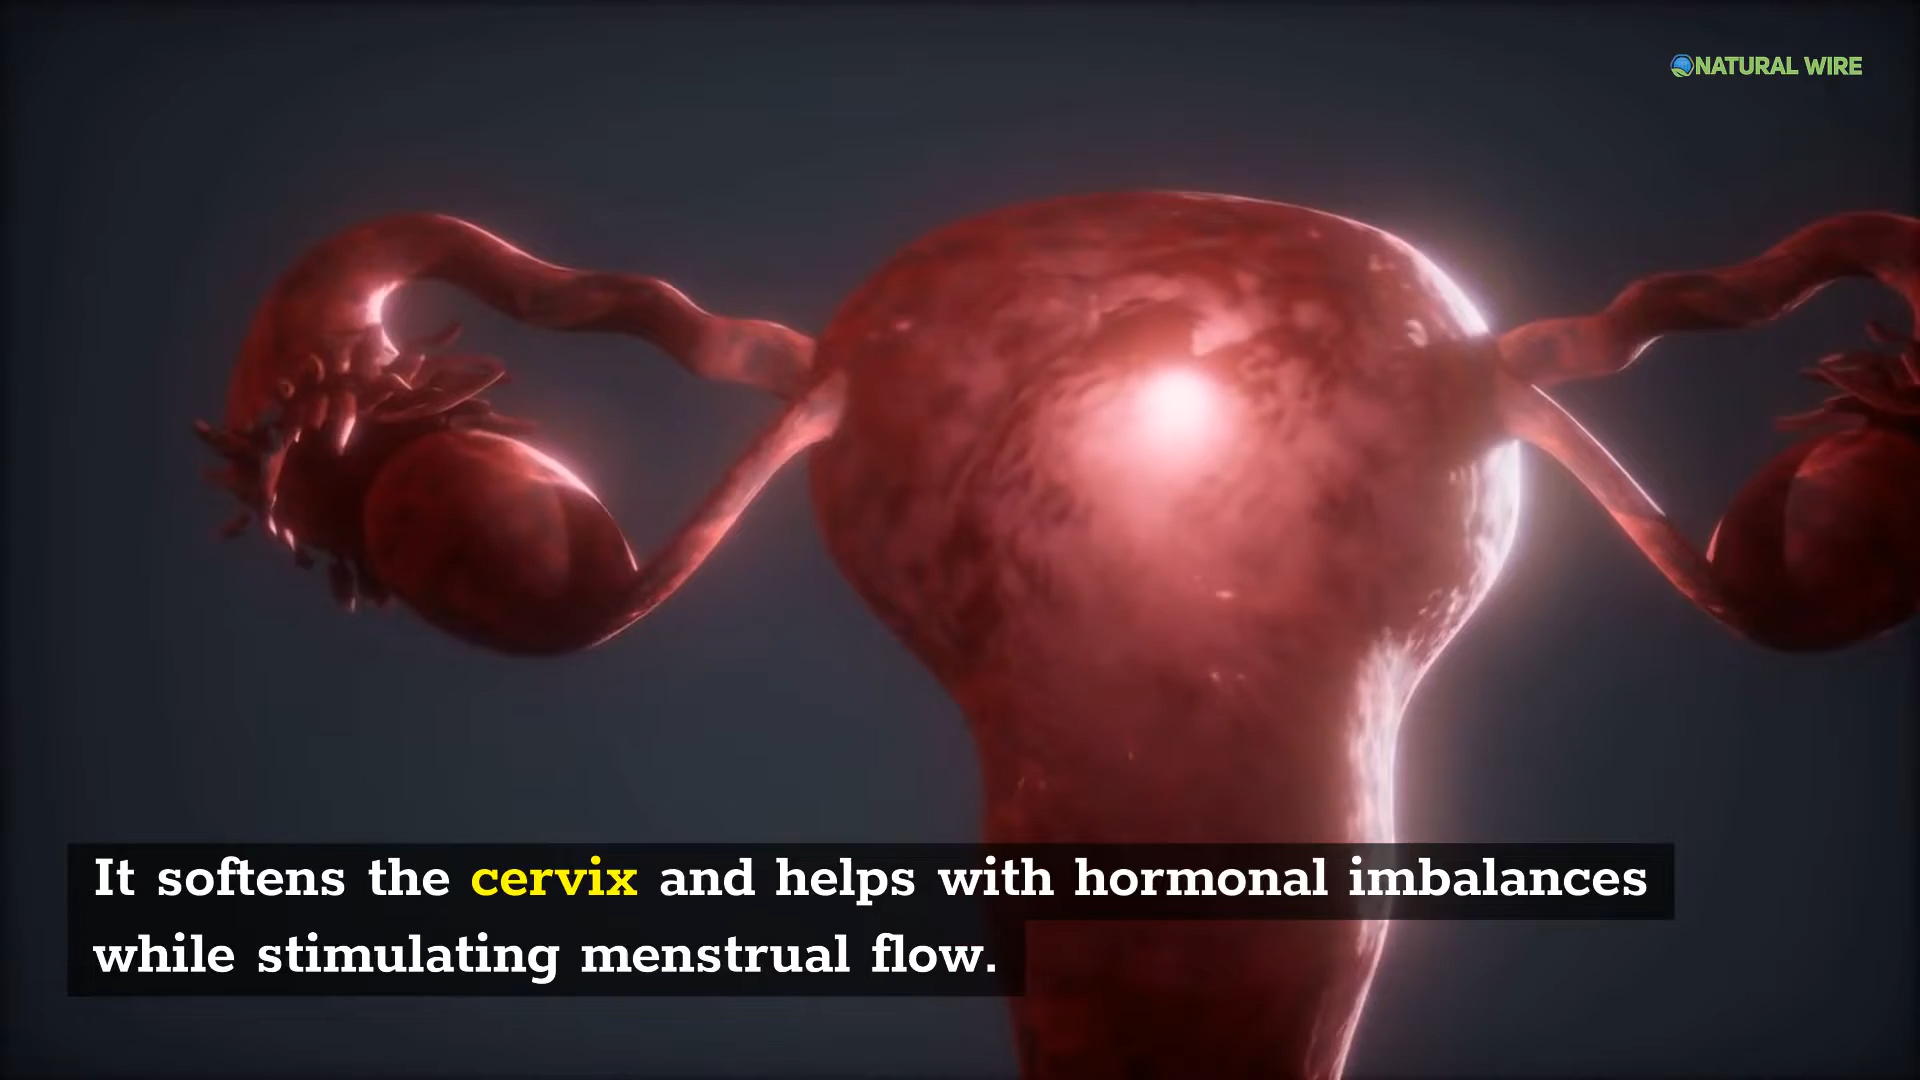 NATURAL WIRE
It softens the cervix and helps with hormonal imbalances
while stimulating menstrual flow.